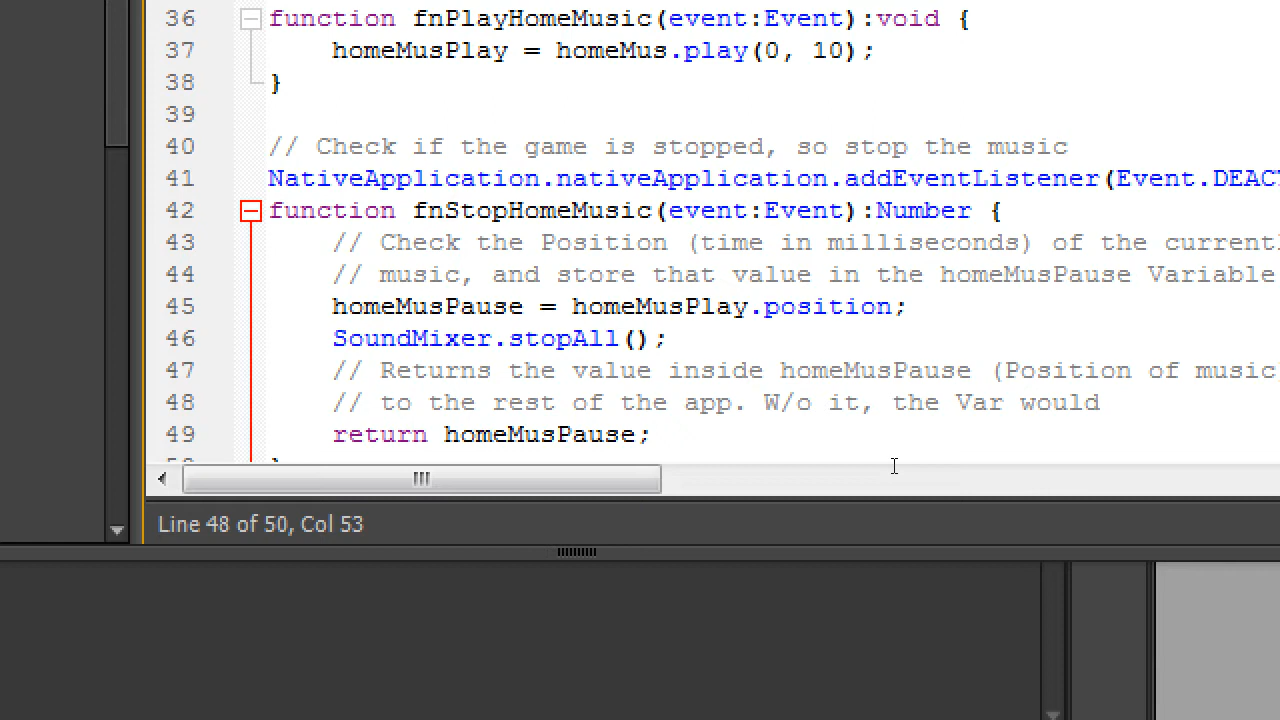 36 function fnPlayHomeMusic(event:Event):void {
37 homeMusPlay = homeMus.play(0, 10);
38 }
39
40 // Check if the game is stopped, so stop the music
41 NativeApplication.nativeApplication.addEventListener(Event.DEACT
42 function fnStopHomeMusic(event:Event):Number {
43 // Check the Position (time in milliseconds) of the currentl
44 // music, and store that value in the homeMusPause Variable
45 homeMusPause = homeMusPlay.position;
46 SoundMixer.stopAll();
47 // Returns the value inside homeMusPause (Position of music
48 // to the rest of the app. W/o it, the Var would
49 return homeMusPause;
Line 48 of 50, Col 53